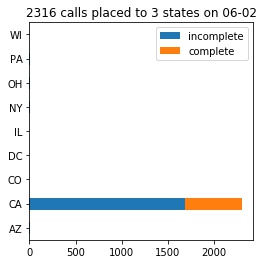 2316 calls placed to 3 states on 06-02
incomplete
complete
WI
PA
OH
NY
IL
DC
CO
CA
AZ
0 500 1000 1500 2000